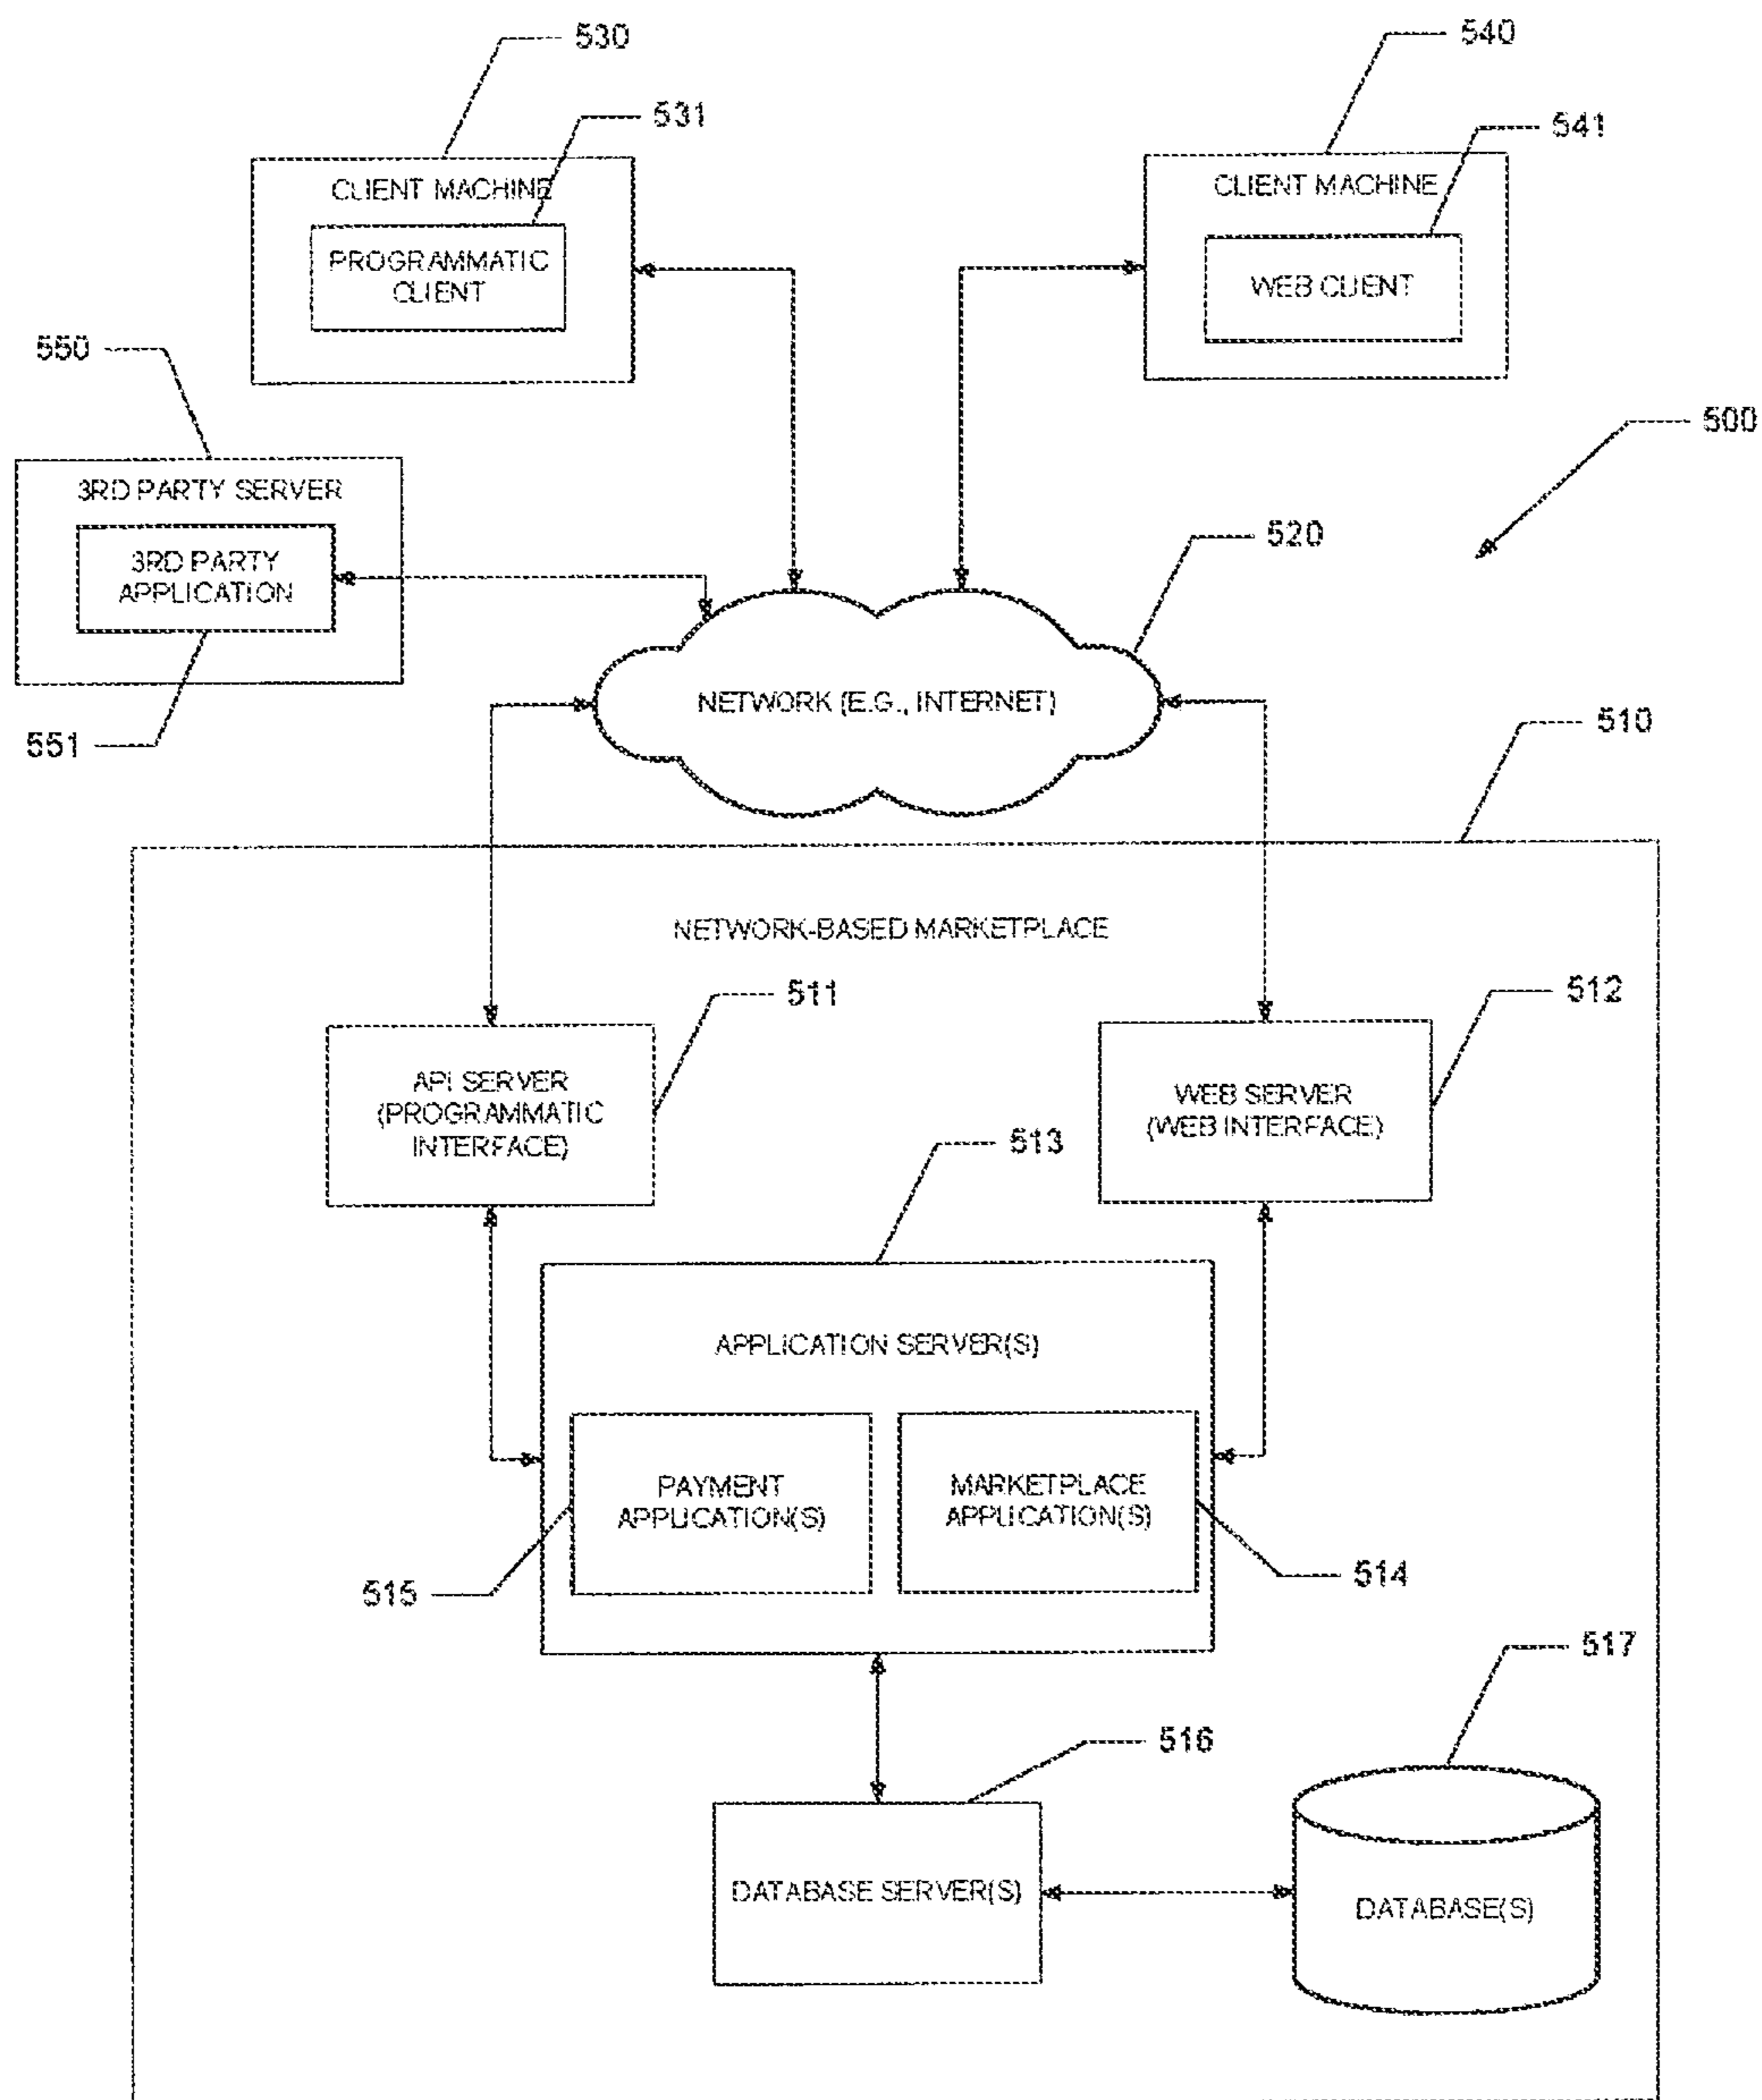 530
540
531
541
CLIENT MACHINE
CLIENT MACHINE
PROGRAMMATIC
CLIENT
WEB CLIENT
550
500
3RD PARTY SERVER
520
3RD PARTY
APPLICATION
NETWORK (E.G., INTERNET)
510
551
NETWORK-BASED MARKETPLACE
511
512
API SERVER
(PROGRAMMATIC
INTERFACE)
WEB SERVER
(WEB INTERFACE)
513
APPLICATION SERVER(S)
PAYMENT
APPLICATION(S)
MARKETPLACE
APPLICATION(S)
515
514
517
516
DATABASE SERVER(S)
DATABASE(S)